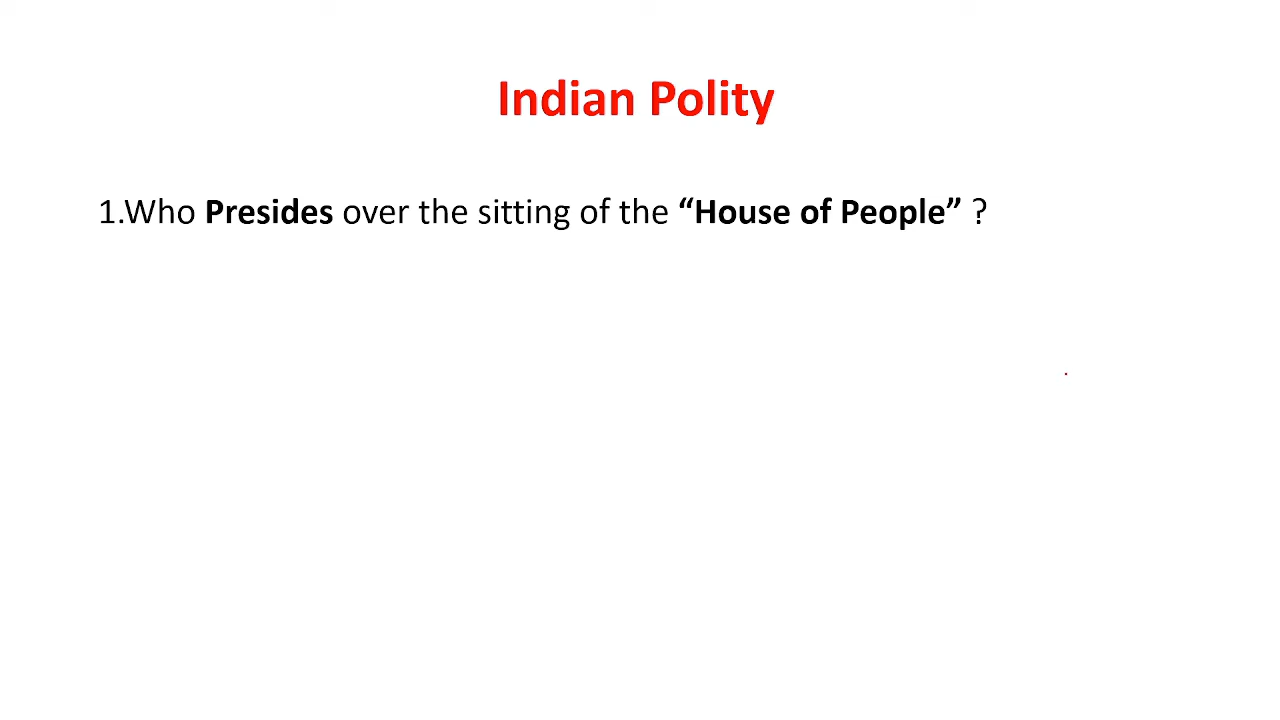 Indian Polity
1.Who Presides over the sitting of the “House of People” ?